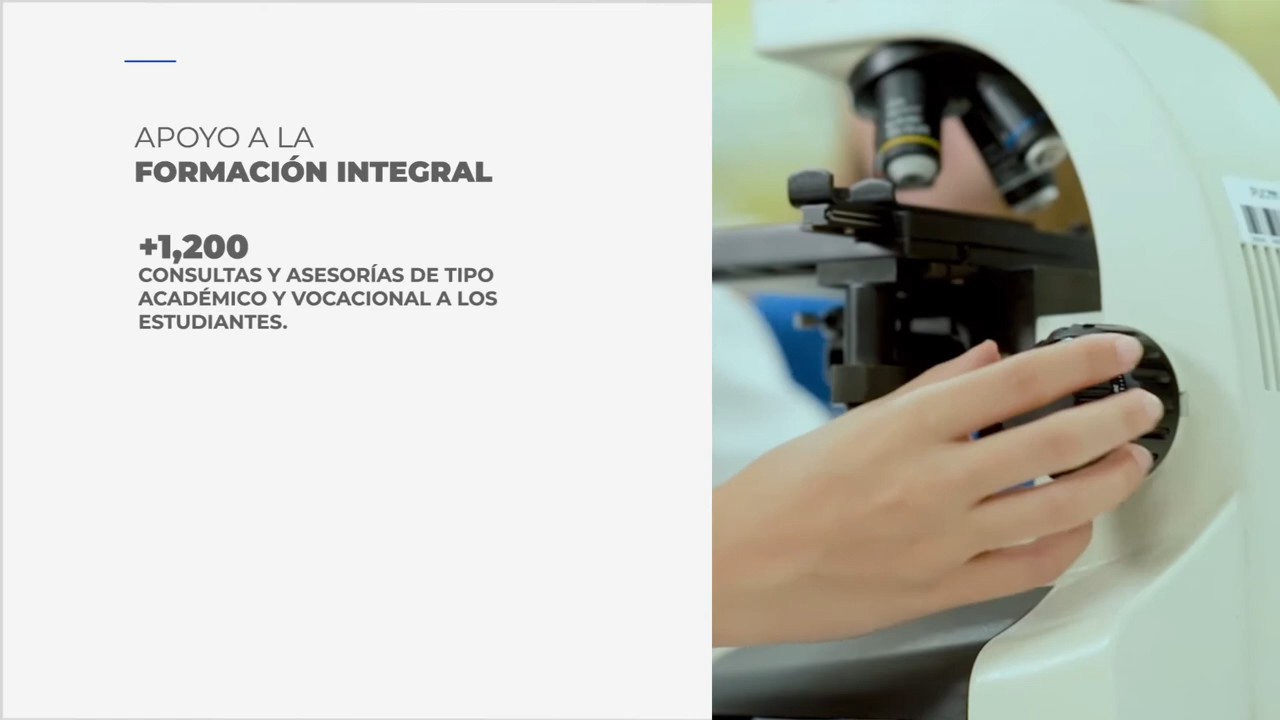 APOYO A LA
FORMACIÓN INTEGRAL
+1,200
CONSULTAS Y ASESORÍAS DE TIPO
ACADÉMICO Y VOCACIONAL A LOS
ESTUDIANTES.